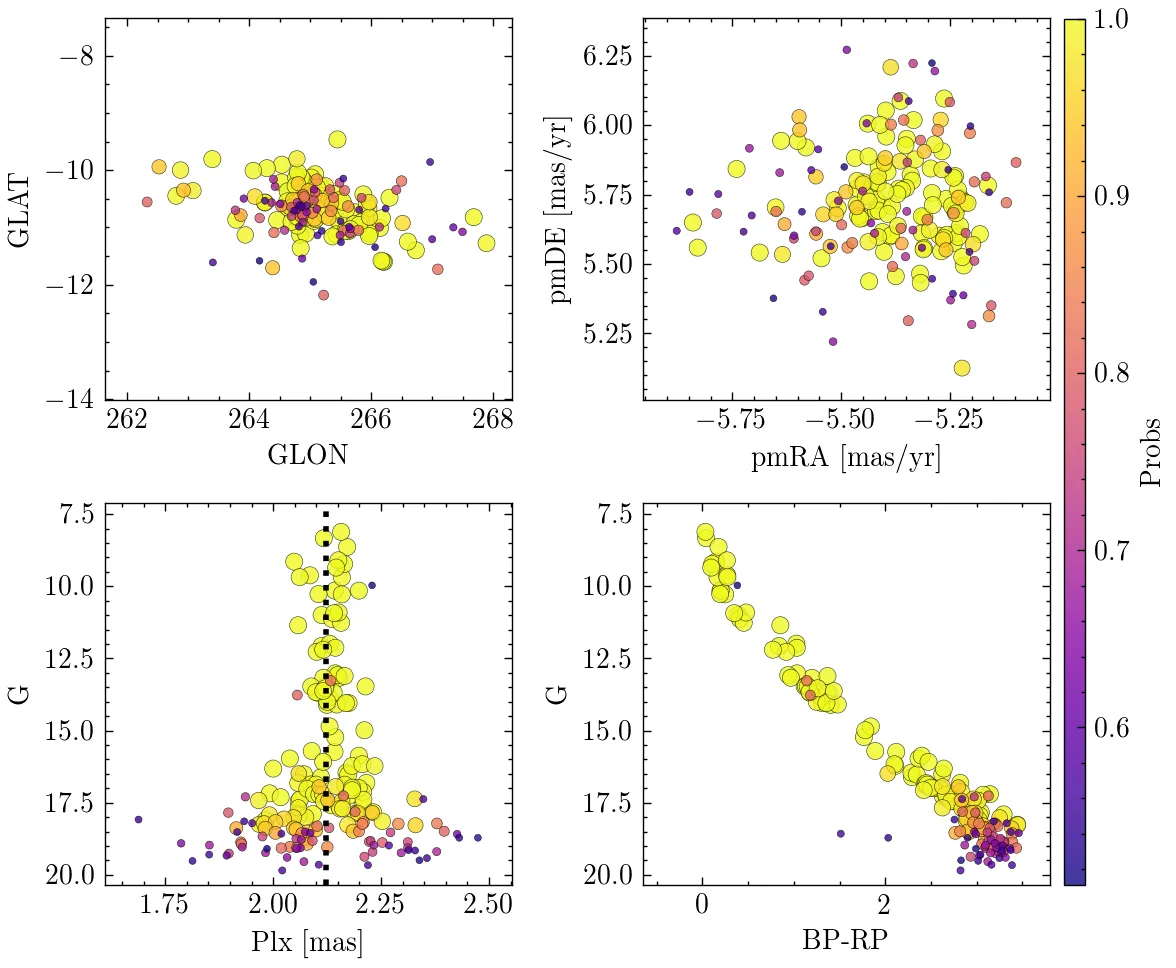 −8
−10
−12
−14
GLAT
262 264 266 268
GLON
6.25
6.00
5.75
5.50
5.25
pmDE [mas/yr]
−5.75 −5.50 −5.25
pmRA [mas/yr]
1.0
0.9
0.8
0.7
0.6
Probs
7.5
10.0
12.5
15.0
17.5
20.0
G
1.75 2.00 2.25 2.50
Plx [mas]
7.5
10.0
12.5
15.0
17.5
20.0
G
0 2
BP-RP